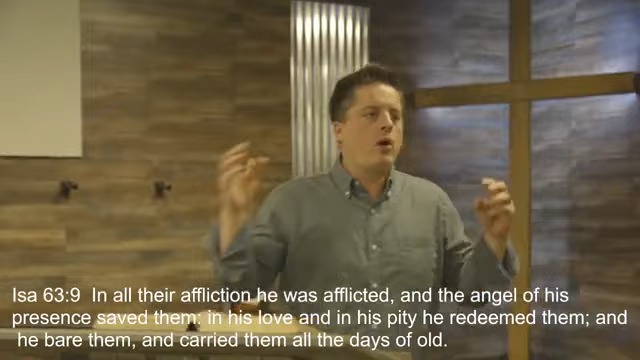 Isa 63:9  In all their affliction he was afflicted, and the angel of his
presence saved them: in his love and in his pity he redeemed them; and
he bare them, and carried them all the days of old.